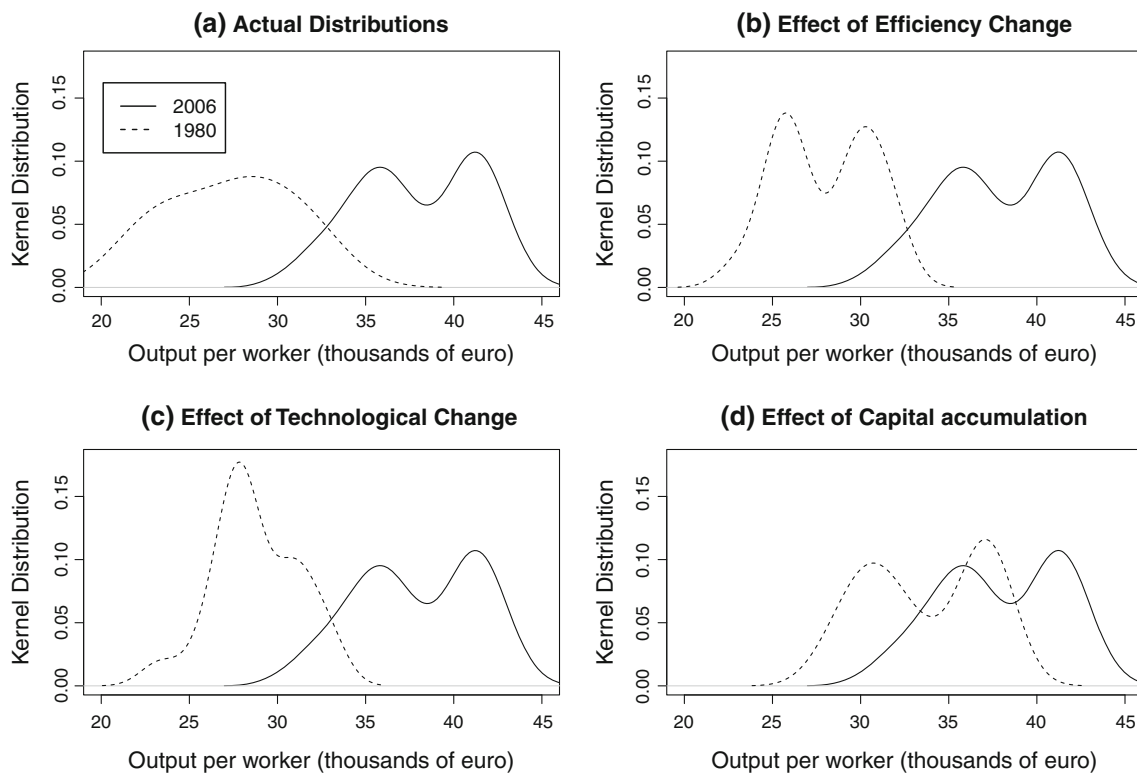 (a) Actual Distributions
Kernel Distribution
0.00 0.05 0.10 0.15
2006
1980
20 25 30 35 40 45
Output per worker (thousands of euro)
(b) Effect of Efficiency Change
Kernel Distribution
0.00 0.05 0.10 0.15
20 25 30 35 40 45
Output per worker (thousands of euro)
(c) Effect of Technological Change
Kernel Distribution
0.00 0.05 0.10 0.15
20 25 30 35 40 45
Output per worker (thousands of euro)
(d) Effect of Capital accumulation
Kernel Distribution
0.00 0.05 0.10 0.15
20 25 30 35 40 45
Output per worker (thousands of euro)